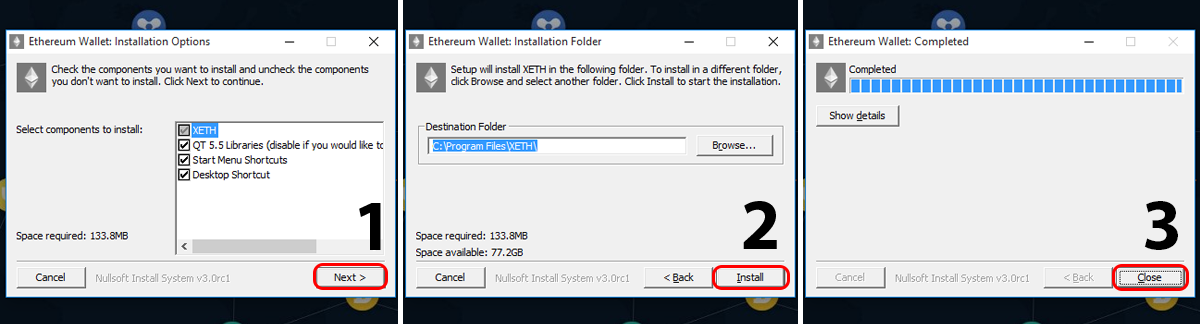 Ethereum Wallet: Installation Options
Check the components you want to install and uncheck the components
you don't want to install. Click Next to continue.
Select components to install:
XETH
QT 5.5 Libraries (disable if you would like to
Start Menu Shortcuts
Desktop Shortcut
Space required: 133.8MB
1
Cancel
Nullsoft Install System v3.0rc1
Next >
Ethereum Wallet: Installation Folder
Setup will install XETH in the following folder. To install in a different folder,
click Browse and select another folder. Click Install to start the installation.
Destination Folder
C:\Program Files\XETH\
Browse...
Space required: 133.8MB
Space available: 77.2GB
2
Cancel
Nullsoft Install System v3.0rc1
< Back
Install
Ethereum Wallet: Completed
Completed
Show details
3
Cancel
Nullsoft Install System v3.0rc1
< Back
Close